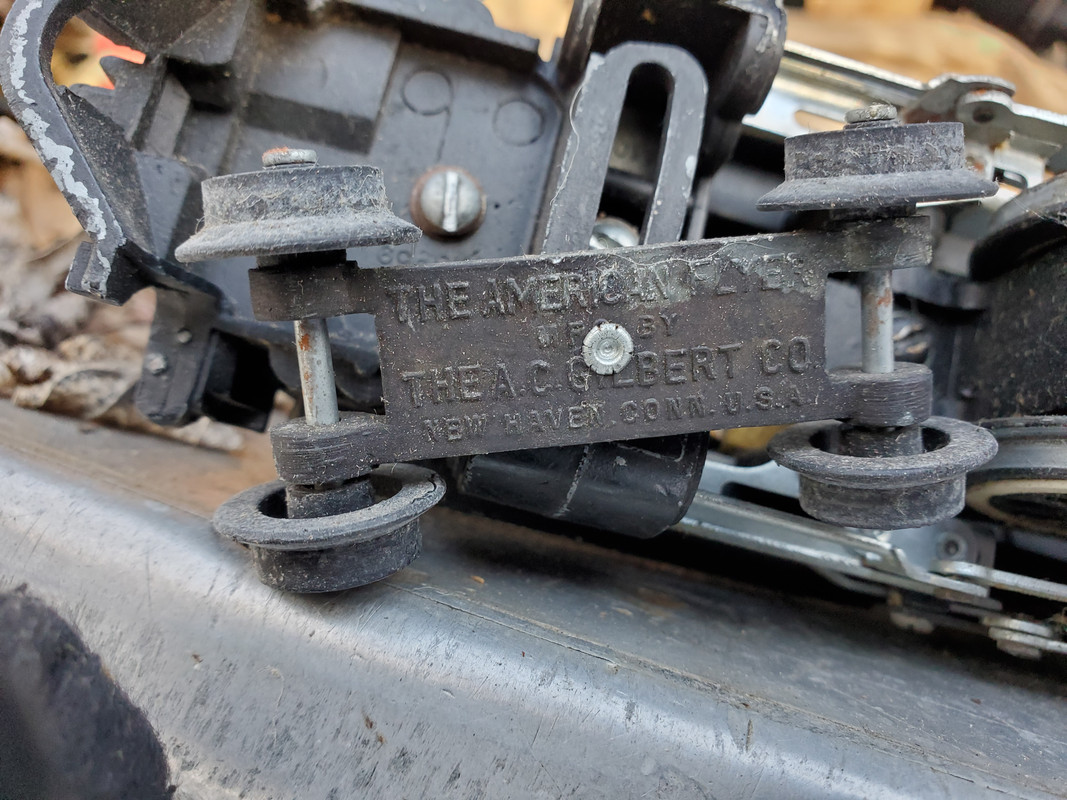 THE AMERICAN FLYER
MFD BY
THE A.C. GILBERT CO.
NEW HAVEN, CONN. U.S.A.